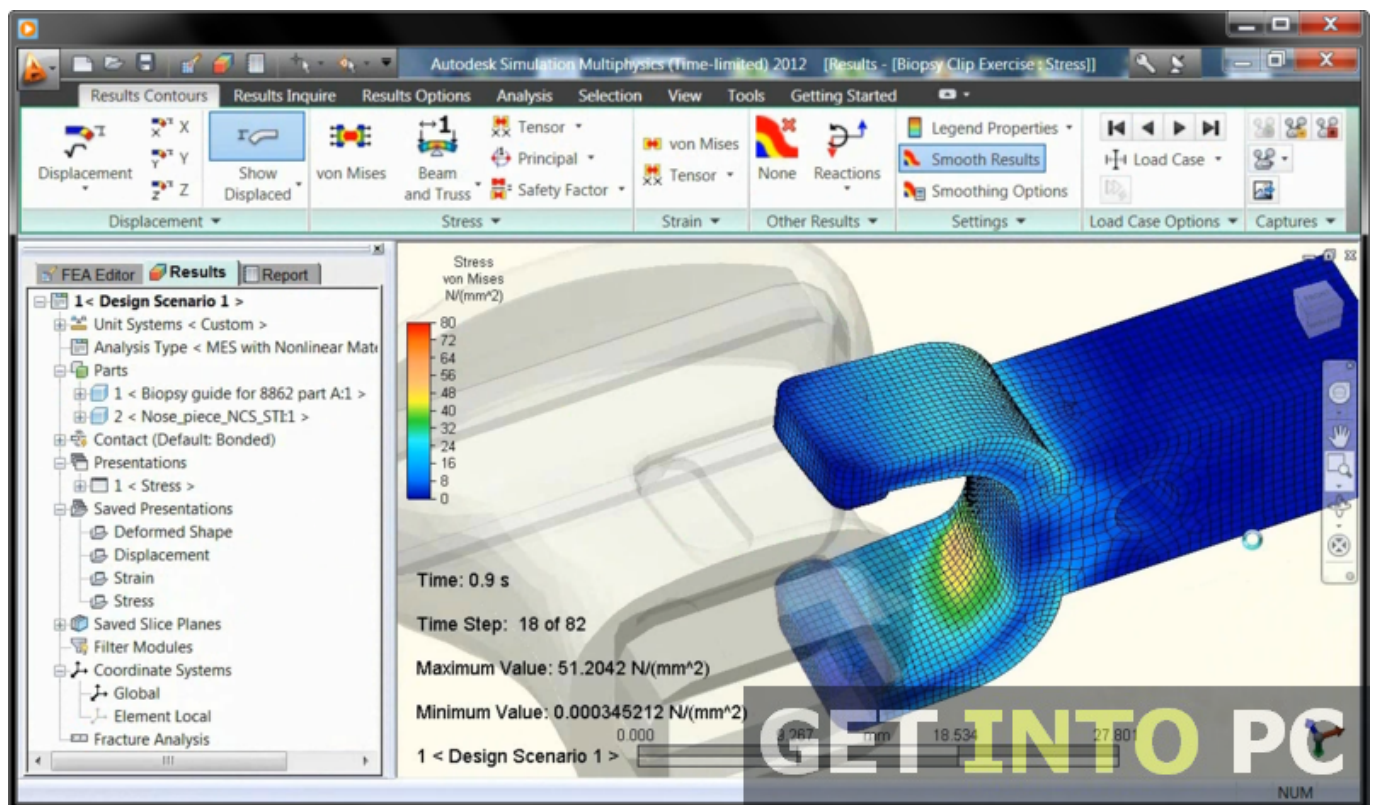 Autodesk Simulation Multiphysics (Time-limited) 2012 [Results - [Biopsy Clip Exercise : Stress]]
Results Contours Results Inquire Results Options Analysis Selection View Tools Getting Started
Displacement
X
Y
Z
Show Displaced
Displacement
von Mises
Beam and Truss
Tensor
Principal
Safety Factor
Stress
von Mises
Tensor
Strain
None
Reactions
Other Results
Legend Properties
Smooth Results
Smoothing Options
Settings
Load Case
Load Case Options
Captures
FEA Editor Results Report
1< Design Scenario 1 >
Unit Systems < Custom >
Analysis Type < MES with Nonlinear Mate
Parts
1 < Biopsy guide for 8862 part A:1 >
2 < Nose_piece_NCS_STI:1 >
Contact (Default: Bonded)
Presentations
1 < Stress >
Saved Presentations
Deformed Shape
Displacement
Strain
Stress
Saved Slice Planes
Filter Modules
Coordinate Systems
Global
Element Local
Fracture Analysis
Stress
von Mises
N/(mm^2)
80
72
64
56
48
40
32
24
16
8
0
Time: 0.9 s
Time Step: 18 of 82
Maximum Value: 51.2042 N/(mm^2)
Minimum Value: 0.000345212 N/(mm^2)
1 < Design Scenario 1 >
0.000 9.267 mm 18.534 27.801
GET INTO PC
NUM